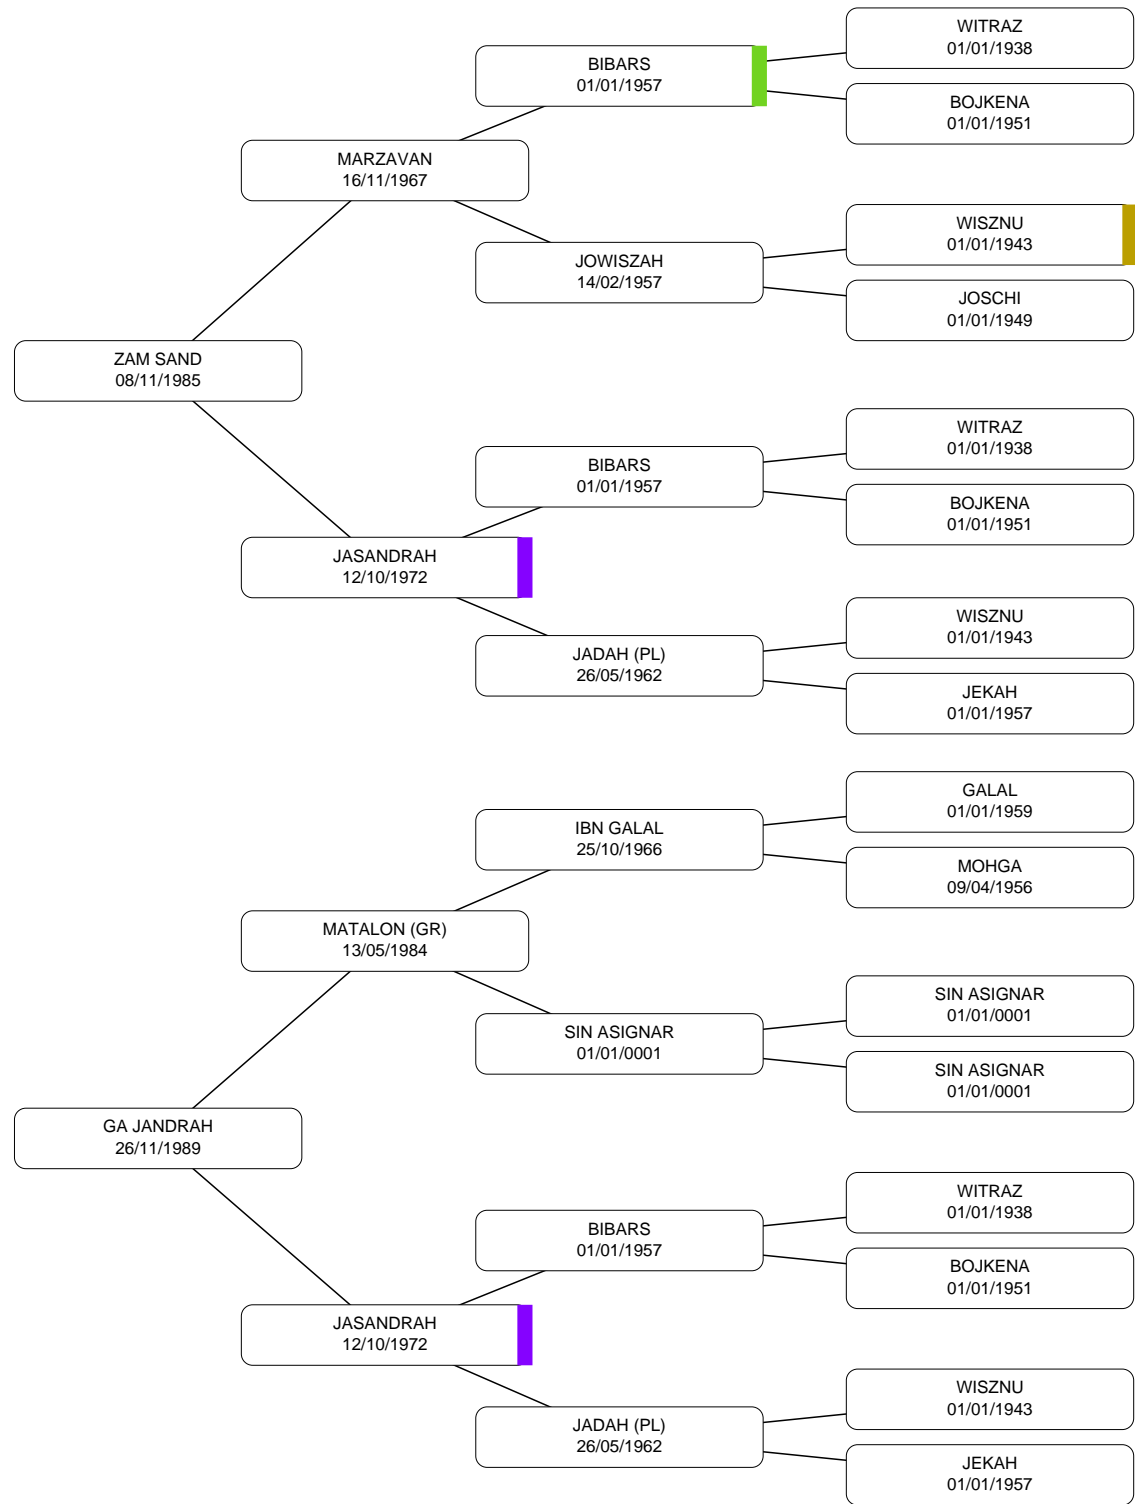 WITRAZ
01/01/1938
BIBARS
01/01/1957
BOJKENA
01/01/1951
MARZAVAN
16/11/1967
WISZNU
01/01/1943
JOWISZAH
14/02/1957
JOSCHI
01/01/1949
ZAM SAND
08/11/1985
WITRAZ
01/01/1938
BIBARS
01/01/1957
BOJKENA
01/01/1951
JASANDRAH
12/10/1972
WISZNU
01/01/1943
JADAH (PL)
26/05/1962
JEKAH
01/01/1957
GALAL
01/01/1959
IBN GALAL
25/10/1966
MOHGA
09/04/1956
MATALON (GR)
13/05/1984
SIN ASIGNAR
01/01/0001
SIN ASIGNAR
01/01/0001
SIN ASIGNAR
01/01/0001
GA JANDRAH
26/11/1989
WITRAZ
01/01/1938
BIBARS
01/01/1957
BOJKENA
01/01/1951
JASANDRAH
12/10/1972
WISZNU
01/01/1943
JADAH (PL)
26/05/1962
JEKAH
01/01/1957